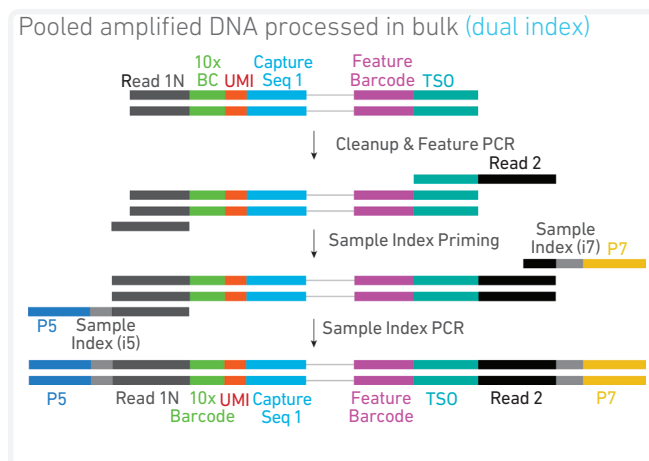 Pooled amplified DNA processed in bulk (dual index)
10x Capture Feature
Read 1N BC UMI Seq 1 Barcode TSO
Cleanup & Feature PCR
Read 2
Sample
Index (i7) P7
Sample Index Priming
P5 Sample
Index (i5)
Sample Index PCR
P5 Read 1N 10x UMI Capture Feature TSO Read 2 P7
Barcode Seq 1 Barcode